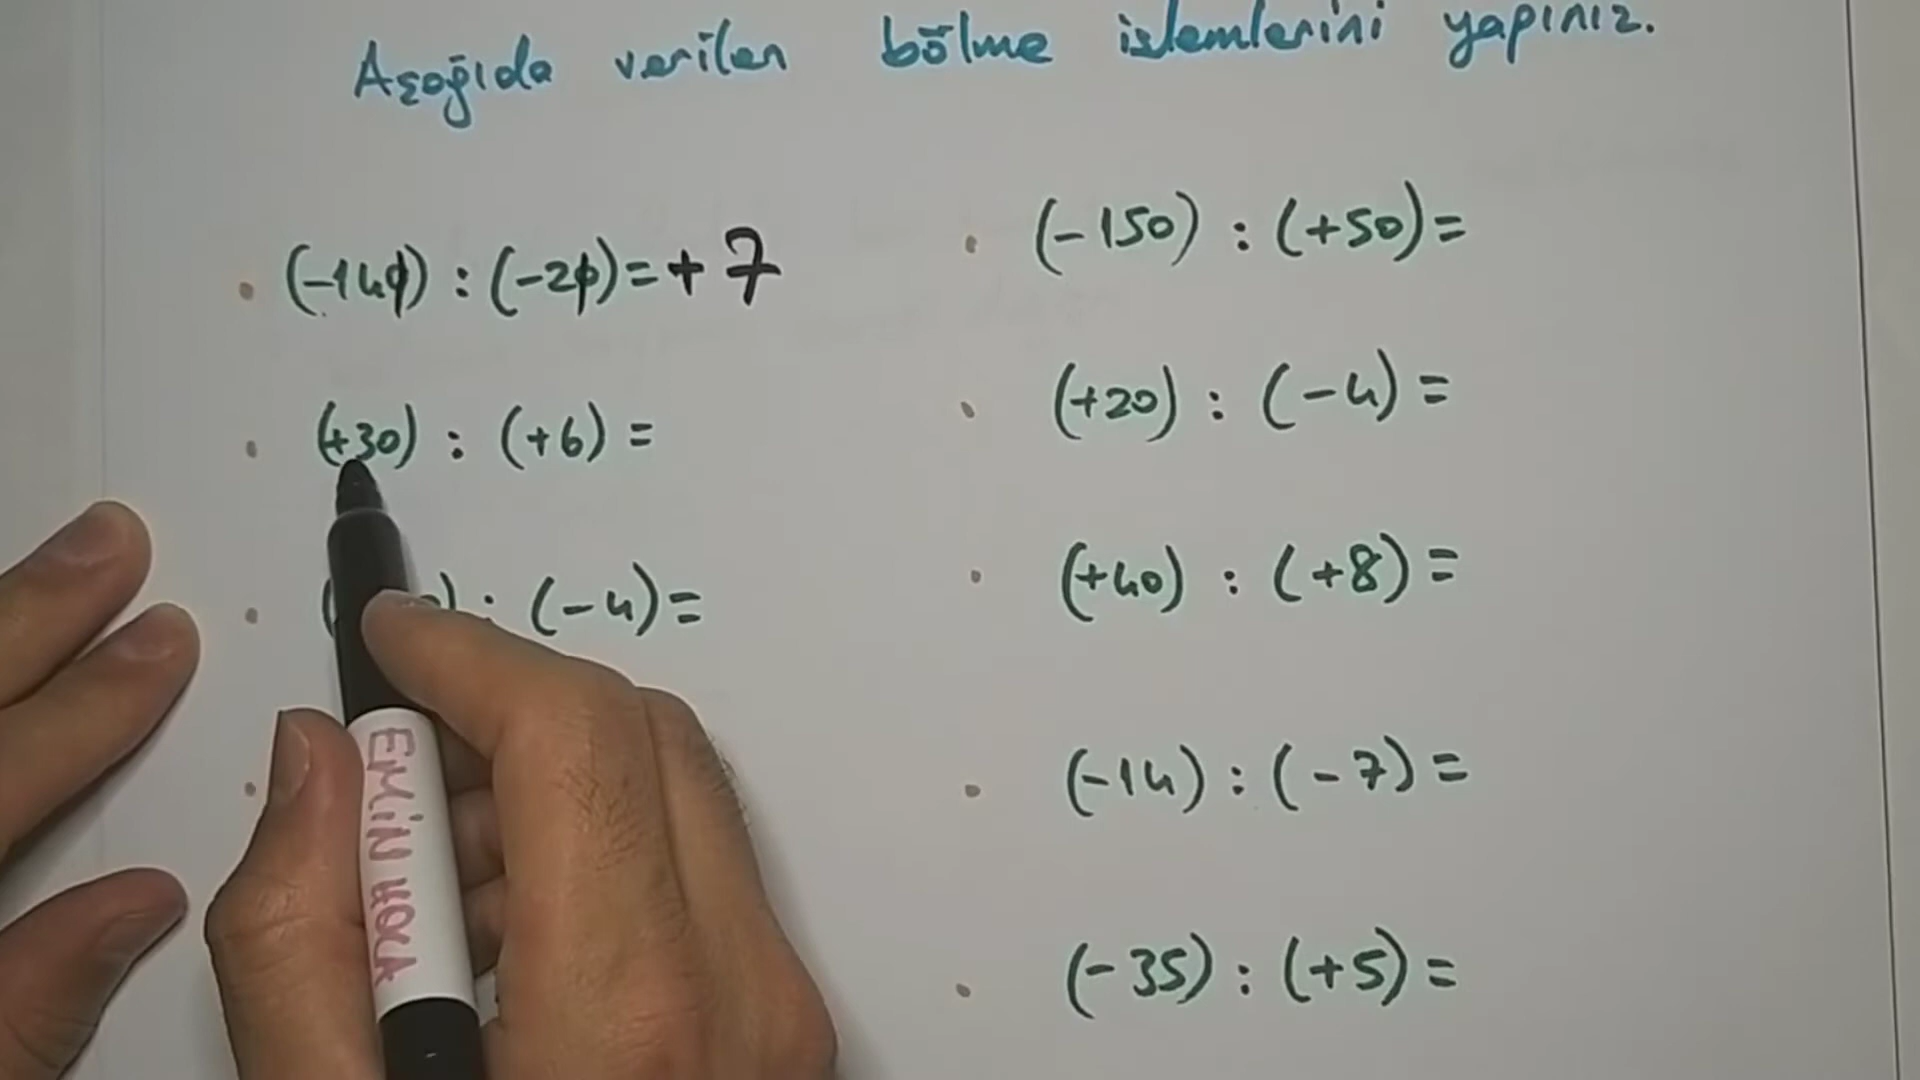 Aşağıda verilen bölme işlemlerini yapınız.
(-140) : (-20) = + 7
(+30) : (+6) =
: (-4) =
(-150) : (+50) =
(+20) : (-4) =
(+40) : (+8) =
(-14) : (-7) =
(-35) : (+5) =
EMİN HOCA